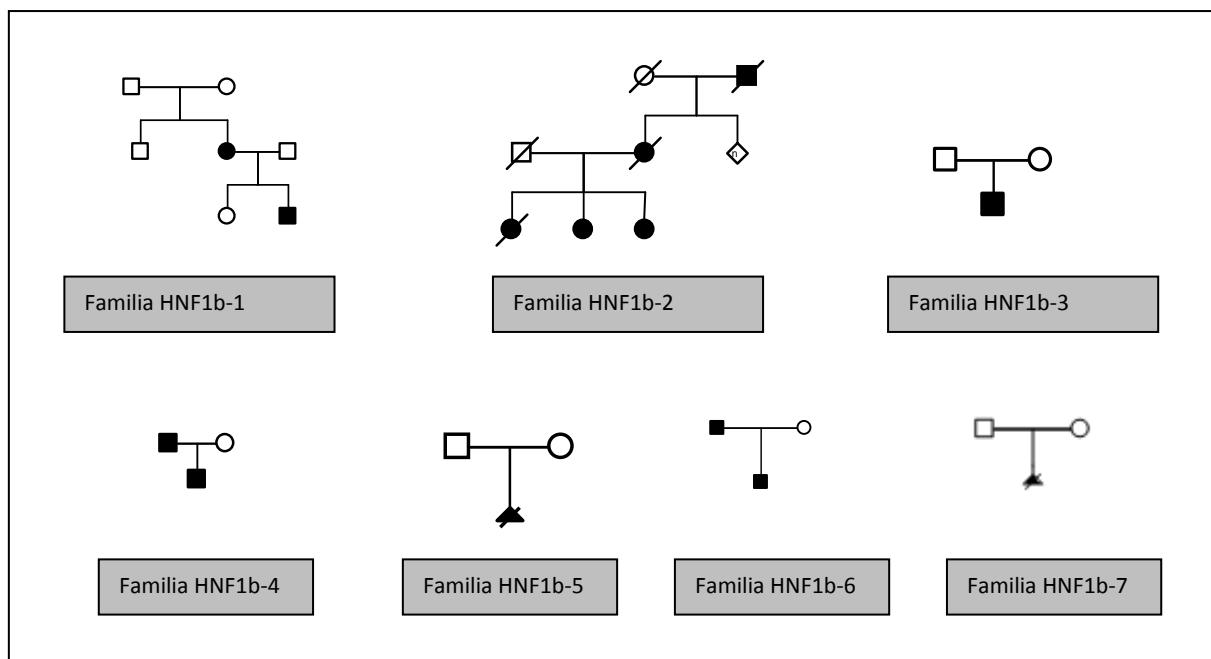 n
Familia HNF1b-1
Familia HNF1b-2
Familia HNF1b-3
Familia HNF1b-4
Familia HNF1b-5
Familia HNF1b-6
Familia HNF1b-7